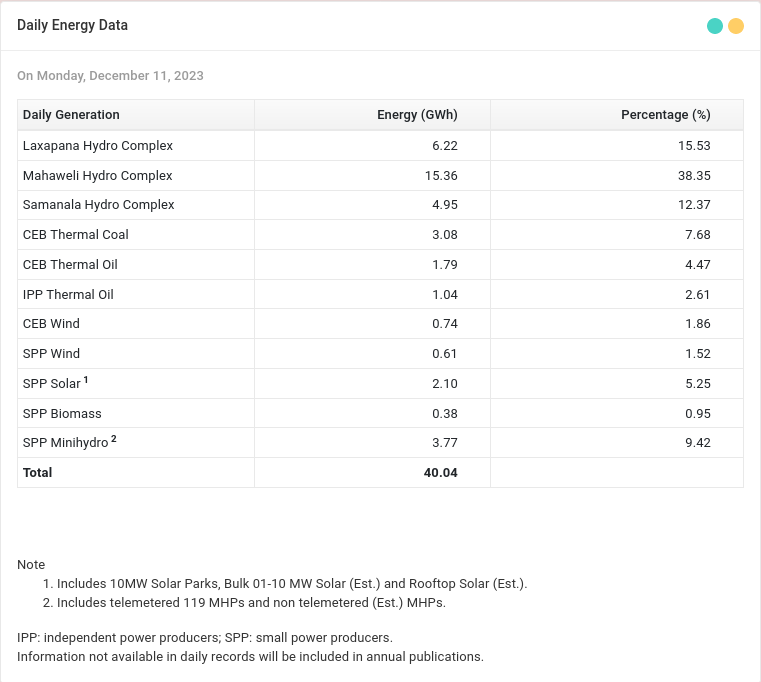 Daily Energy Data
On Monday, December 11, 2023
Daily Generation Energy (GWh) Percentage (%)
Laxapana Hydro Complex 6.22 15.53
Mahaweli Hydro Complex 15.36 38.35
Samanala Hydro Complex 4.95 12.37
CEB Thermal Coal 3.08 7.68
CEB Thermal Oil 1.79 4.47
IPP Thermal Oil 1.04 2.61
CEB Wind 0.74 1.86
SPP Wind 0.61 1.52
SPP Solar 1 2.10 5.25
SPP Biomass 0.38 0.95
SPP Minihydro 2 3.77 9.42
Total 40.04
Note
1. Includes 10MW Solar Parks, Bulk 01-10 MW Solar (Est.) and Rooftop Solar (Est.).
2. Includes telemetered 119 MHPs and non telemetered (Est.) MHPs.
IPP: independent power producers; SPP: small power producers.
Information not available in daily records will be included in annual publications.